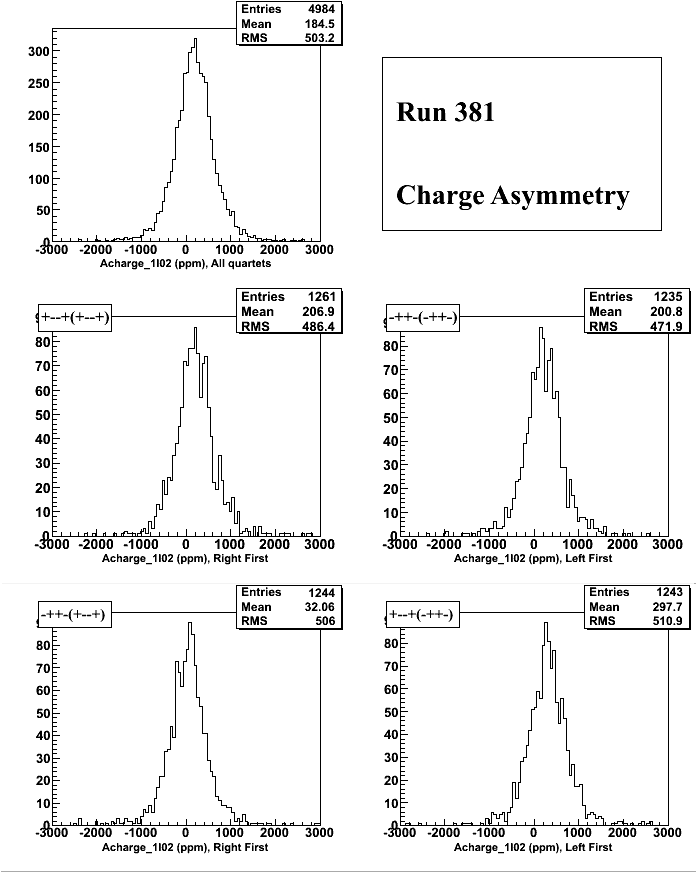 Entries 4984
Mean 184.5
RMS 503.2
300
250
200
150
100
50
0
-3000 -2000 -1000 0 1000 2000 3000
Acharge_1I02 (ppm), All quartets
Run 381
Charge Asymmetry
+--+(+--+)
Entries 1261
Mean 206.9
RMS 486.4
80
70
60
50
40
30
20
10
0
-3000 -2000 -1000 0 1000 2000 3000
Acharge_1I02 (ppm), Right First
-++-(-++-)
Entries 1235
Mean 200.8
RMS 471.9
80
70
60
50
40
30
20
10
0
-3000 -2000 -1000 0 1000 2000 3000
Acharge_1I02 (ppm), Left First
-++-(+--+)
Entries 1244
Mean 32.06
RMS 506
80
70
60
50
40
30
20
10
0
-3000 -2000 -1000 0 1000 2000 3000
Acharge_1I02 (ppm), Right First
+--+(-++-)
Entries 1243
Mean 297.7
RMS 510.9
80
70
60
50
40
30
20
10
0
-3000 -2000 -1000 0 1000 2000 3000
Acharge_1I02 (ppm), Left First